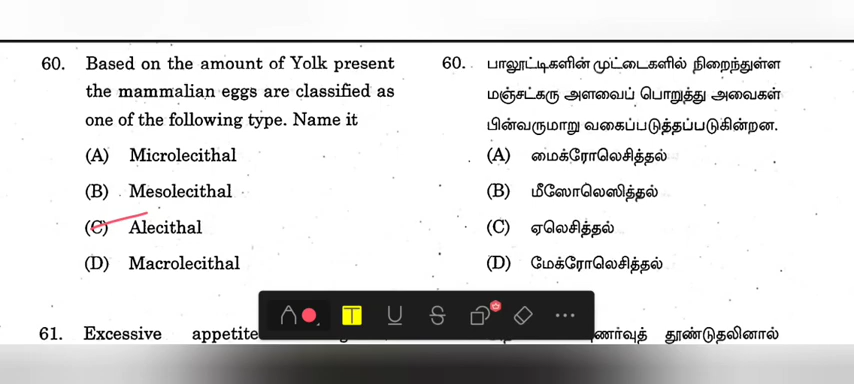 60. Based on the amount of Yolk present
the mammalian eggs are classified as
one of the following type. Name it
(A) Microlecithal
(B) Mesolecithal
(C) Alecithal
(D) Macrolecithal
61. Excessive appetite
60. பாலூட்டிகளின் முட்டைகளில் நிறைந்துள்ள
மஞ்சட்கரு அளவைப் பொறுத்து அவைகள்
பின்வருமாறு வகைப்படுத்தப்படுகின்றன.
(A) மைக்ரோலெசித்தல்
(B) மீஸோலெஸித்தல்
(C) ஏலெசித்தல்
(D) மேக்ரோலெசித்தல்
தூண்டுதலினால்